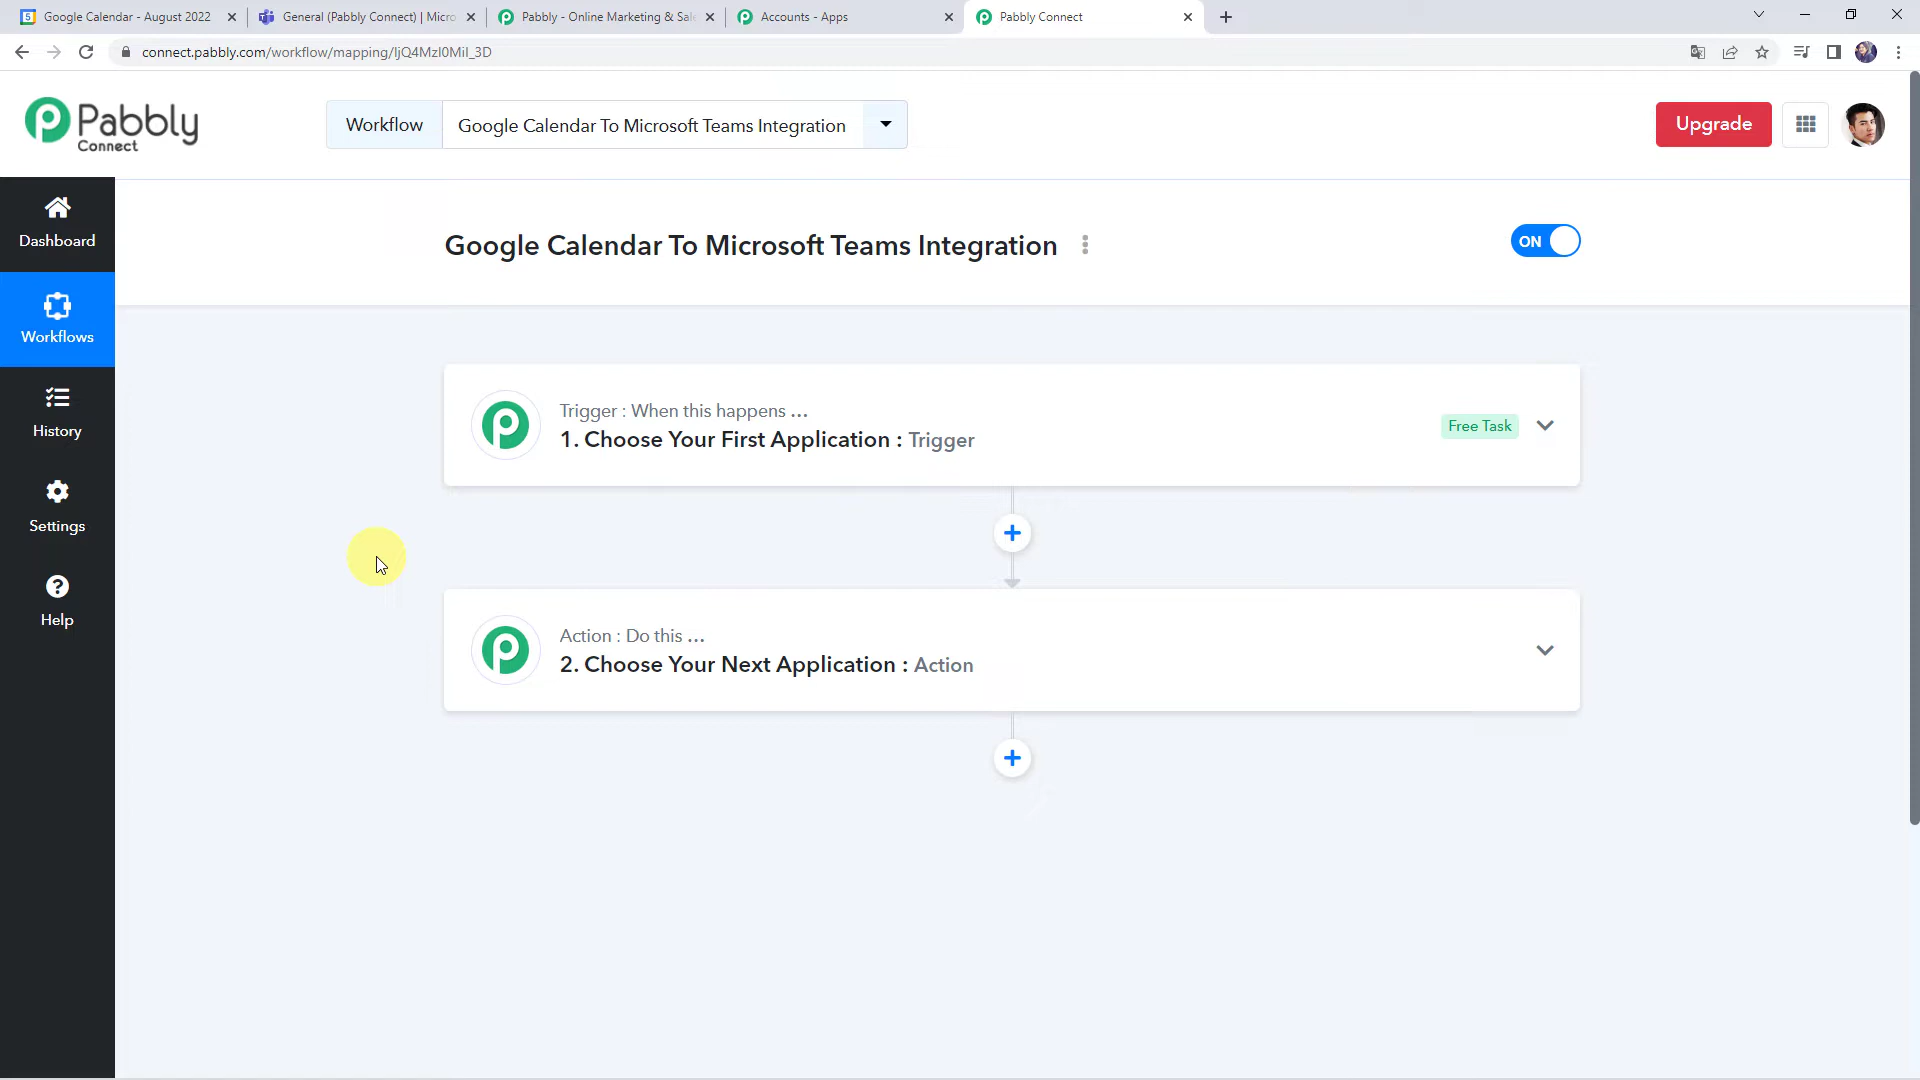 Google Calendar - August 2022
General (Pabbly Connect) | Micro
Pabbly - Online Marketing & Sale
Accounts - Apps
Pabbly Connect
connect.pabbly.com/workflow/mapping/IjQ4MzI0MiI_3D
Pabbly
Connect
Workflow
Google Calendar To Microsoft Teams Integration
Upgrade
Dashboard
Workflows
History
Settings
Help
Google Calendar To Microsoft Teams Integration
ON
Trigger : When this happens ...
1. Choose Your First Application : Trigger
Free Task
Action : Do this ...
2. Choose Your Next Application : Action